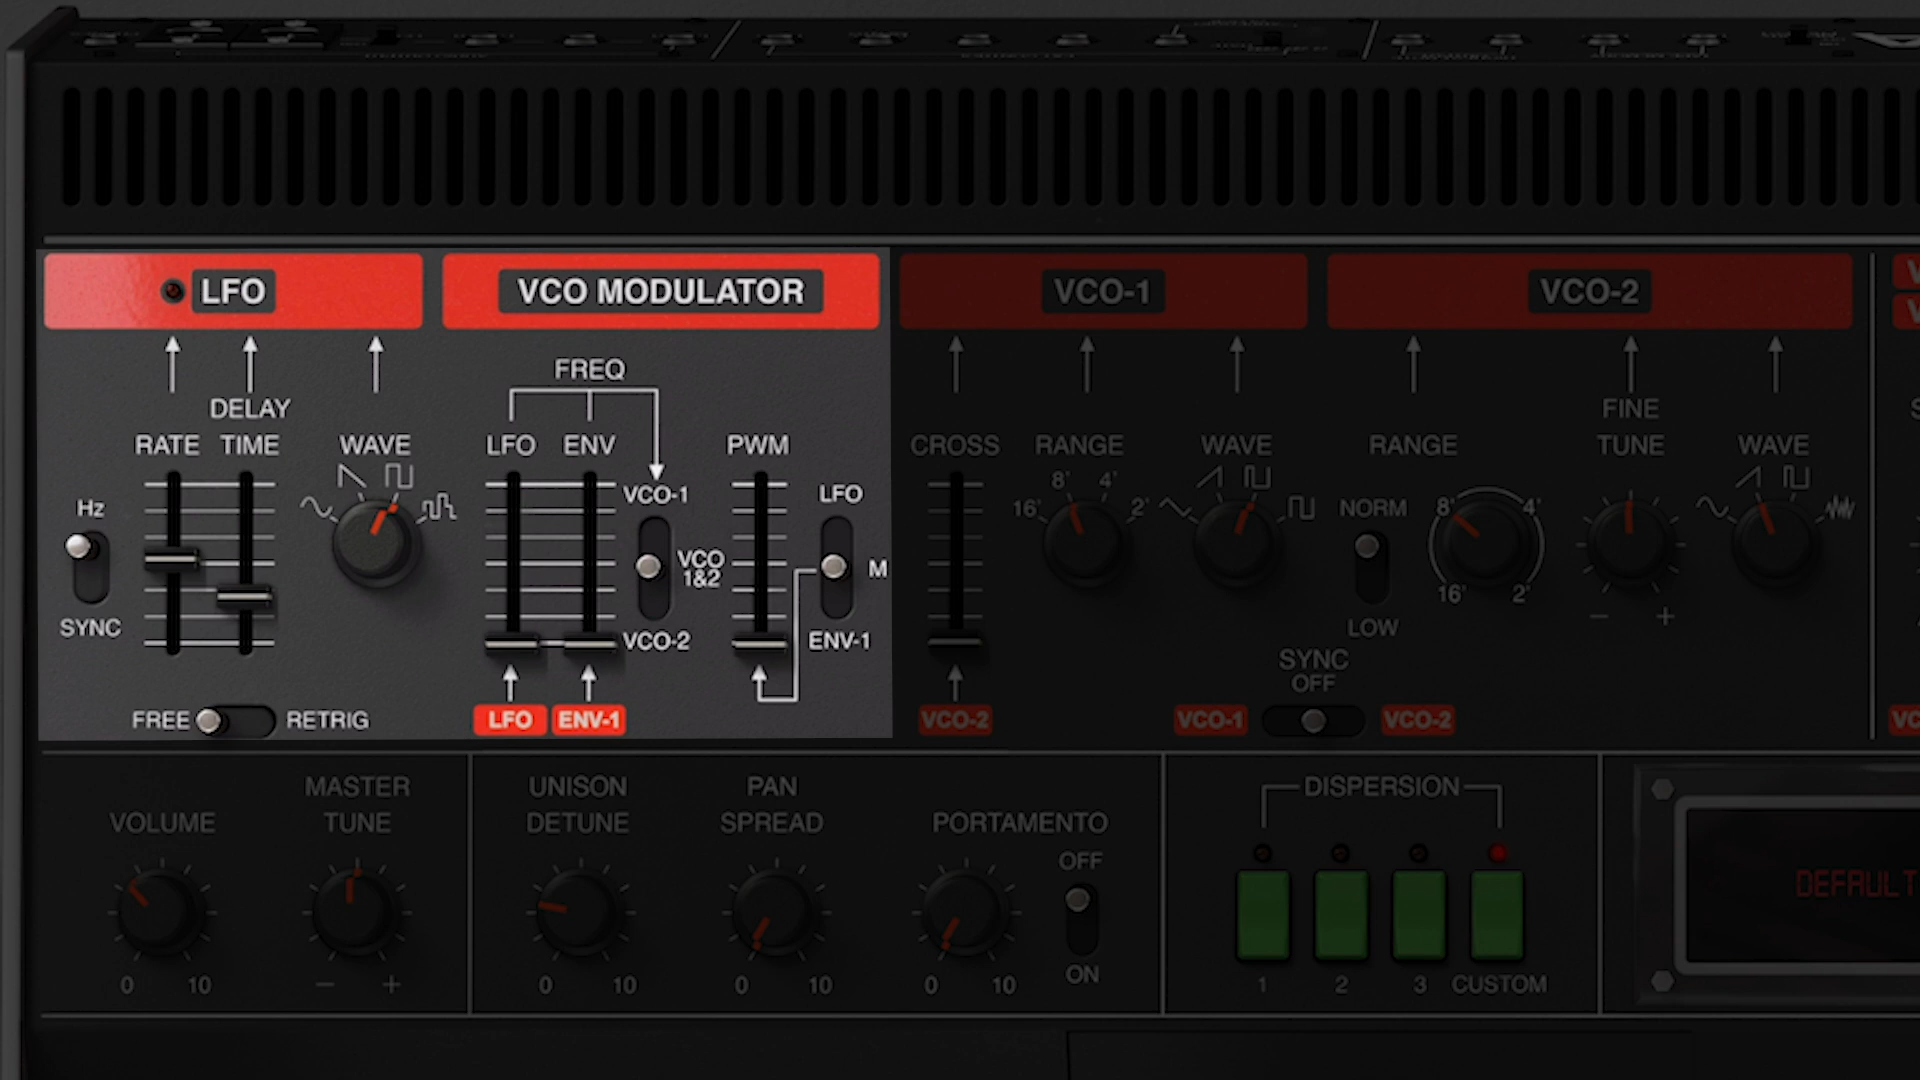 LFO
VCO MODULATOR
VCO-1
VCO-2
FREQ
DELAY
FINE
RATE TIME WAVE LFO ENV PWM CROSS RANGE WAVE RANGE TUNE WAVE
8' 4'
Hz VCO-1 LFO 16' 2' NORM 8' 4'
VCO
1&2 M
16' 2'
SYNC VCO-2 ENV-1 LOW - +
SYNC
OFF
FREE RETRIG LFO ENV-1 VCO-2 VCO-1 VCO-2
MASTER UNISON PAN DISPERSION
VOLUME TUNE DETUNE SPREAD PORTAMENTO
OFF
DEFAULT
ON
0 10 - + 0 10 0 10 0 10 1 2 3 CUSTOM